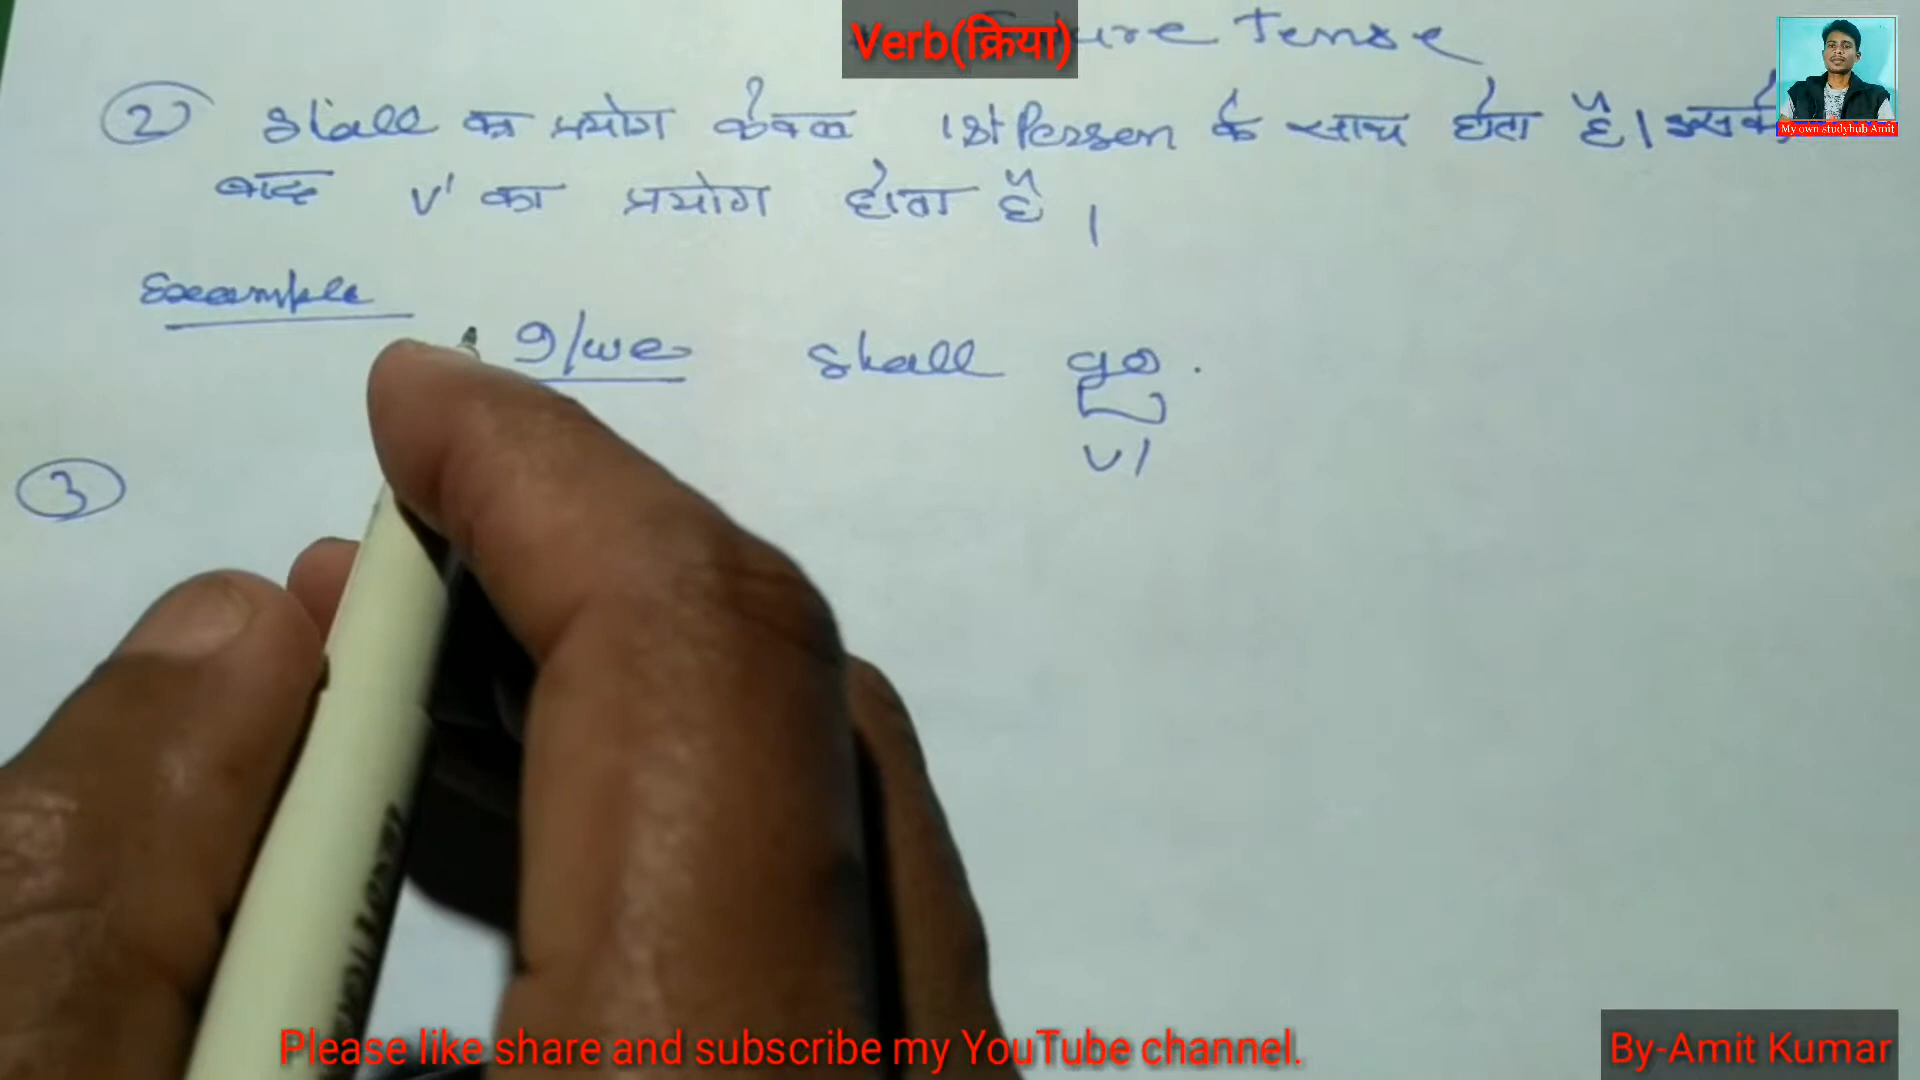 Verb(क्रिया)
Tense
My own studyhub Amit
② Shall का प्रयोग केवल 1st Person के साथ होता है। इसके
बाद V1 का प्रयोग होता है।
Example
I/we shall go.
V1
③
Please like share and subscribe my YouTube channel.
By-Amit Kumar